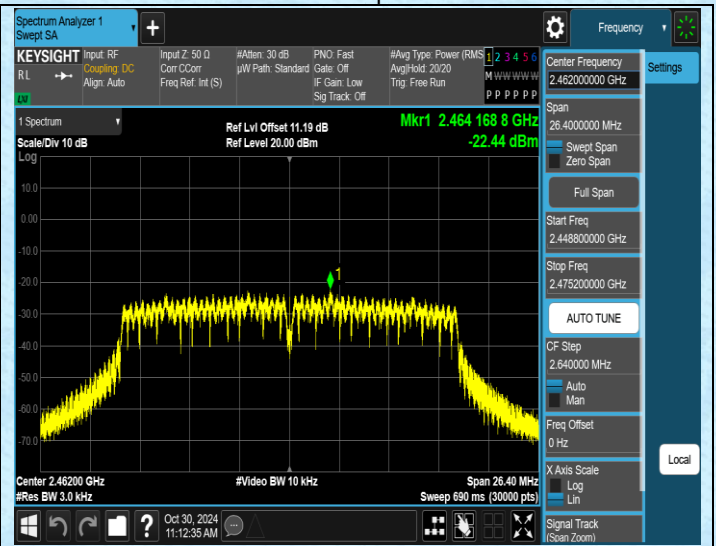 Spectrum Analyzer 1
Swept SA
+
Frequency
KEYSIGHT
RL
LXI
Input: RF
Coupling: DC
Align: Auto
Input Z: 50 Ω
Corr CCorr
Freq Ref: Int (S)
#Atten: 30 dB
µW Path: Standard
PNO: Fast
Gate: Off
IF Gain: Low
Sig Track: Off
#Avg Type: Power (RMS
Avg|Hold: 20/20
Trig: Free Run
1 2 3 4 5 6
M W W W W W
P P P P P P
Center Frequency
2.462000000 GHz
Settings
Span
26.4000000 MHz
Swept Span
Zero Span
Full Span
Start Freq
2.448800000 GHz
Stop Freq
2.475200000 GHz
AUTO TUNE
CF Step
2.640000 MHz
Auto
Man
Freq Offset
0 Hz
X Axis Scale
Log
Lin
Signal Track
(Span Zoom)
Local
1 Spectrum
Scale/Div 10 dB
Ref Lvl Offset 11.19 dB
Ref Level 20.00 dBm
Mkr1 2.464 168 8 GHz
-22.44 dBm
Log
10.0
0.00
-10.0
-20.0
-30.0
-40.0
-50.0
-60.0
-70.0
1
Center 2.46200 GHz
#Res BW 3.0 kHz
#Video BW 10 kHz
Span 26.40 MHz
Sweep 690 ms (30000 pts)
?
Oct 30, 2024
11:12:35 AM